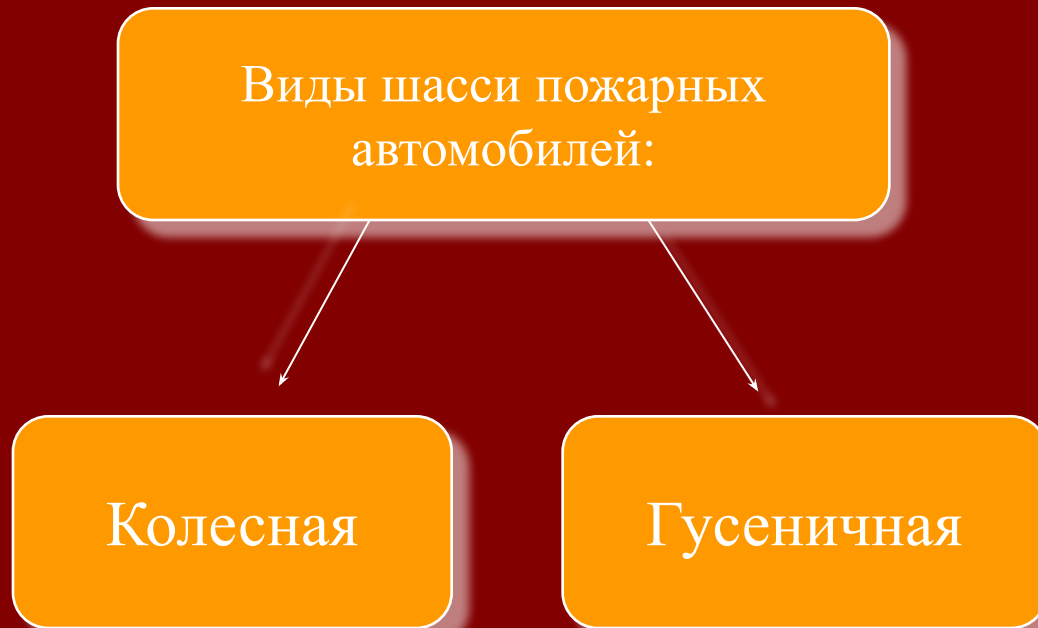 Виды шасси пожарных
автомобилей:
Колесная
Гусеничная